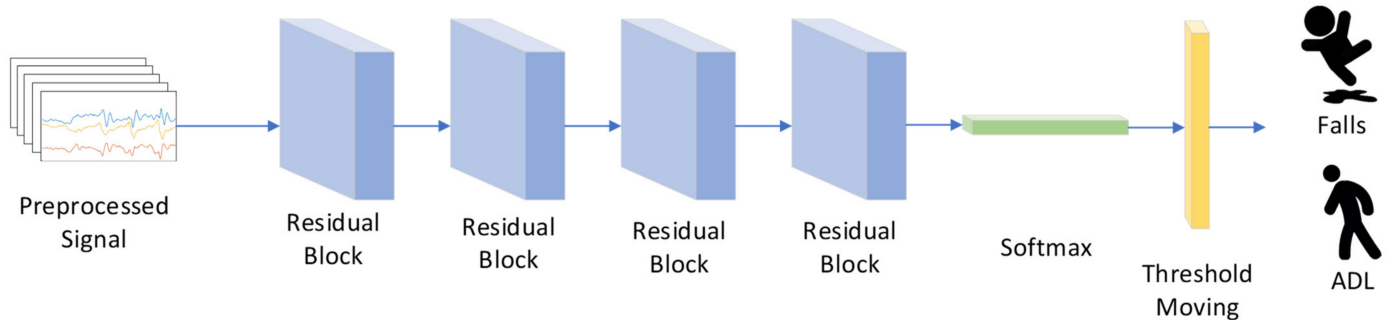 Preprocessed
Signal
Residual
Block
Residual
Block
Residual
Block
Residual
Block
Softmax
Threshold
Moving
Falls
ADL